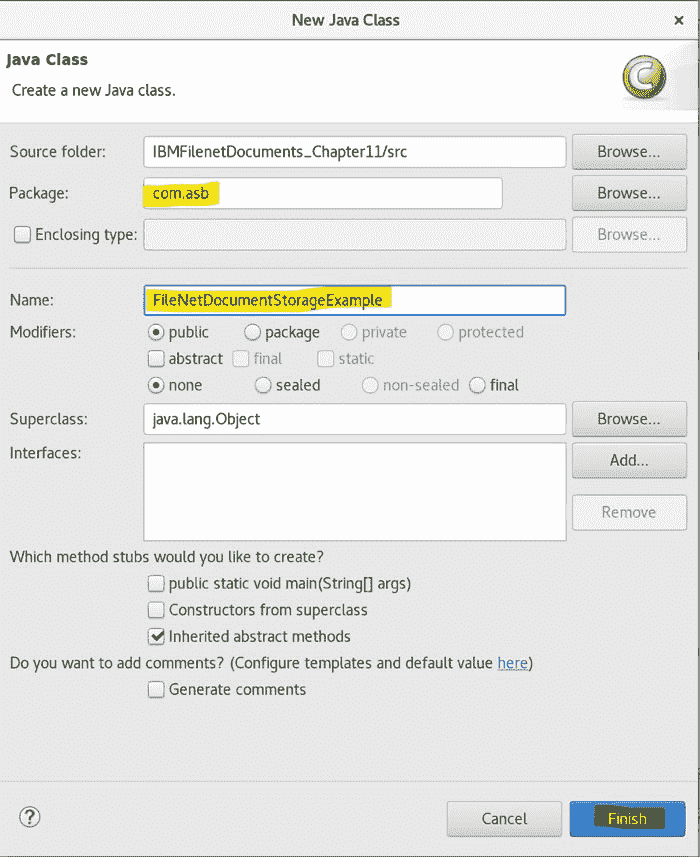 New Java Class
×
Java Class
Create a new Java class.
C
Source folder: IBMFilenetDocuments_Chapter11/src Browse...
Package: com.asb Browse...
Enclosing type: Browse...
Name: FileNetDocumentStorageExample
Modifiers: public package private protected
abstract final static
none sealed non-sealed final
Superclass: java.lang.Object Browse...
Interfaces: Add...
Remove
Which method stubs would you like to create?
public static void main(String[] args)
Constructors from superclass
Inherited abstract methods
Do you want to add comments? (Configure templates and default value here)
Generate comments
? Cancel Finish